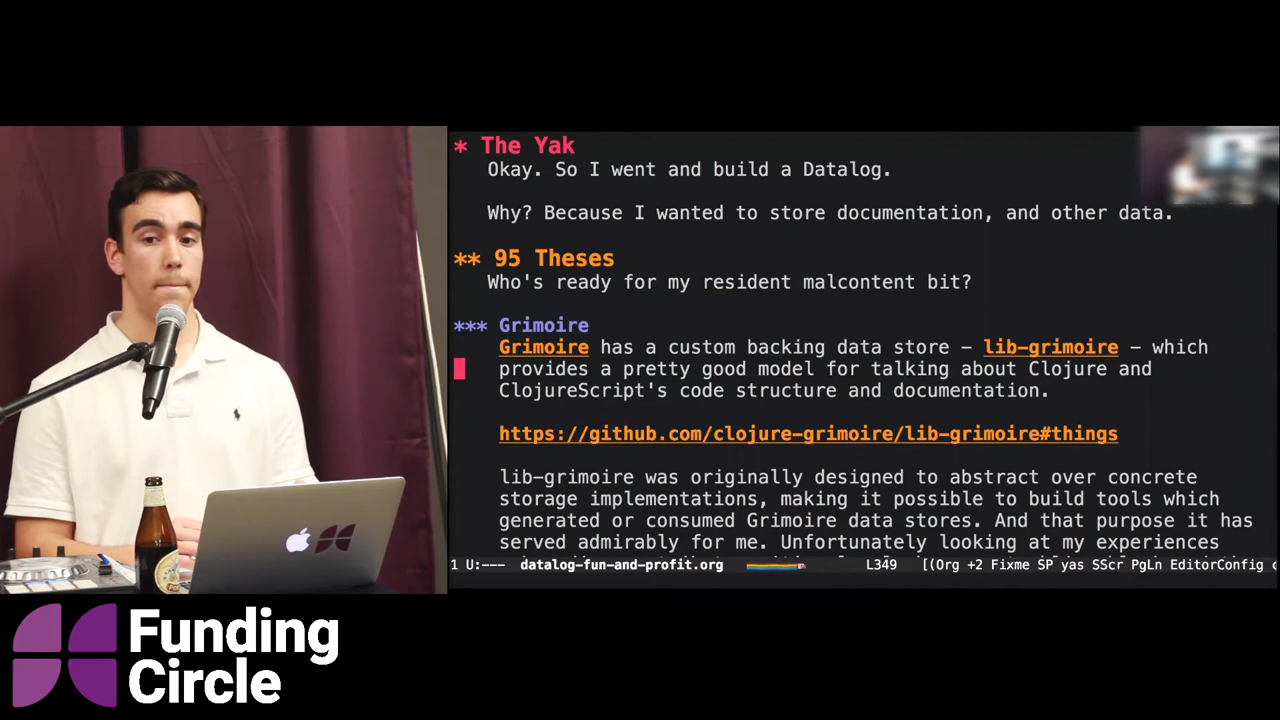 * The Yak
Okay. So I went and build a Datalog.
Why? Because I wanted to store documentation, and other data.
** 95 Theses
Who's ready for my resident malcontent bit?
*** Grimoire
Grimoire has a custom backing data store - lib-grimoire - which
provides a pretty good model for talking about Clojure and
ClojureScript's code structure and documentation.
https://github.com/clojure-grimoire/lib-grimoire#things
lib-grimoire was originally designed to abstract over concrete
storage implementations, making it possible to build tools which
generated or consumed Grimoire data stores. And that purpose it has
served admirably for me. Unfortunately looking at my experiences
1 U:--- datalog-fun-and-profit.org L349 [(Org +2 Fixme SP yas SScr PgLn EditorConfig
Funding
Circle